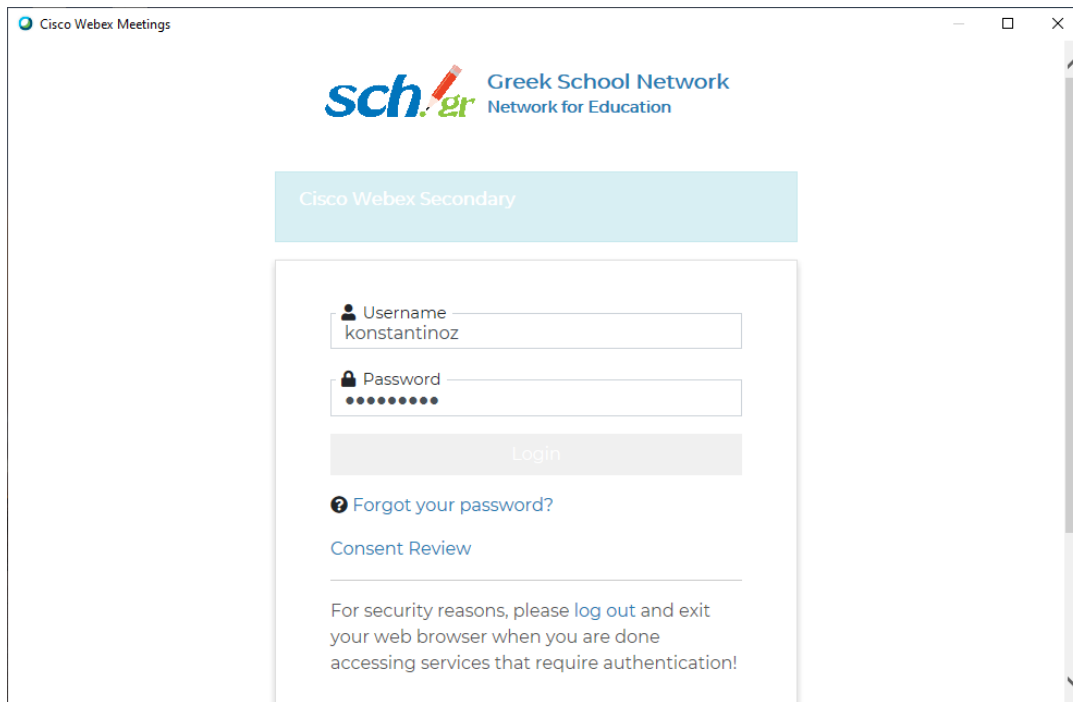 Cisco Webex Meetings
sch.gr
Greek School Network
Network for Education
Cisco Webex Secondary
Username
konstantinoz
Password
•••••••••
Login
Forgot your password?
Consent Review
For security reasons, please log out and exit
your web browser when you are done
accessing services that require authentication!